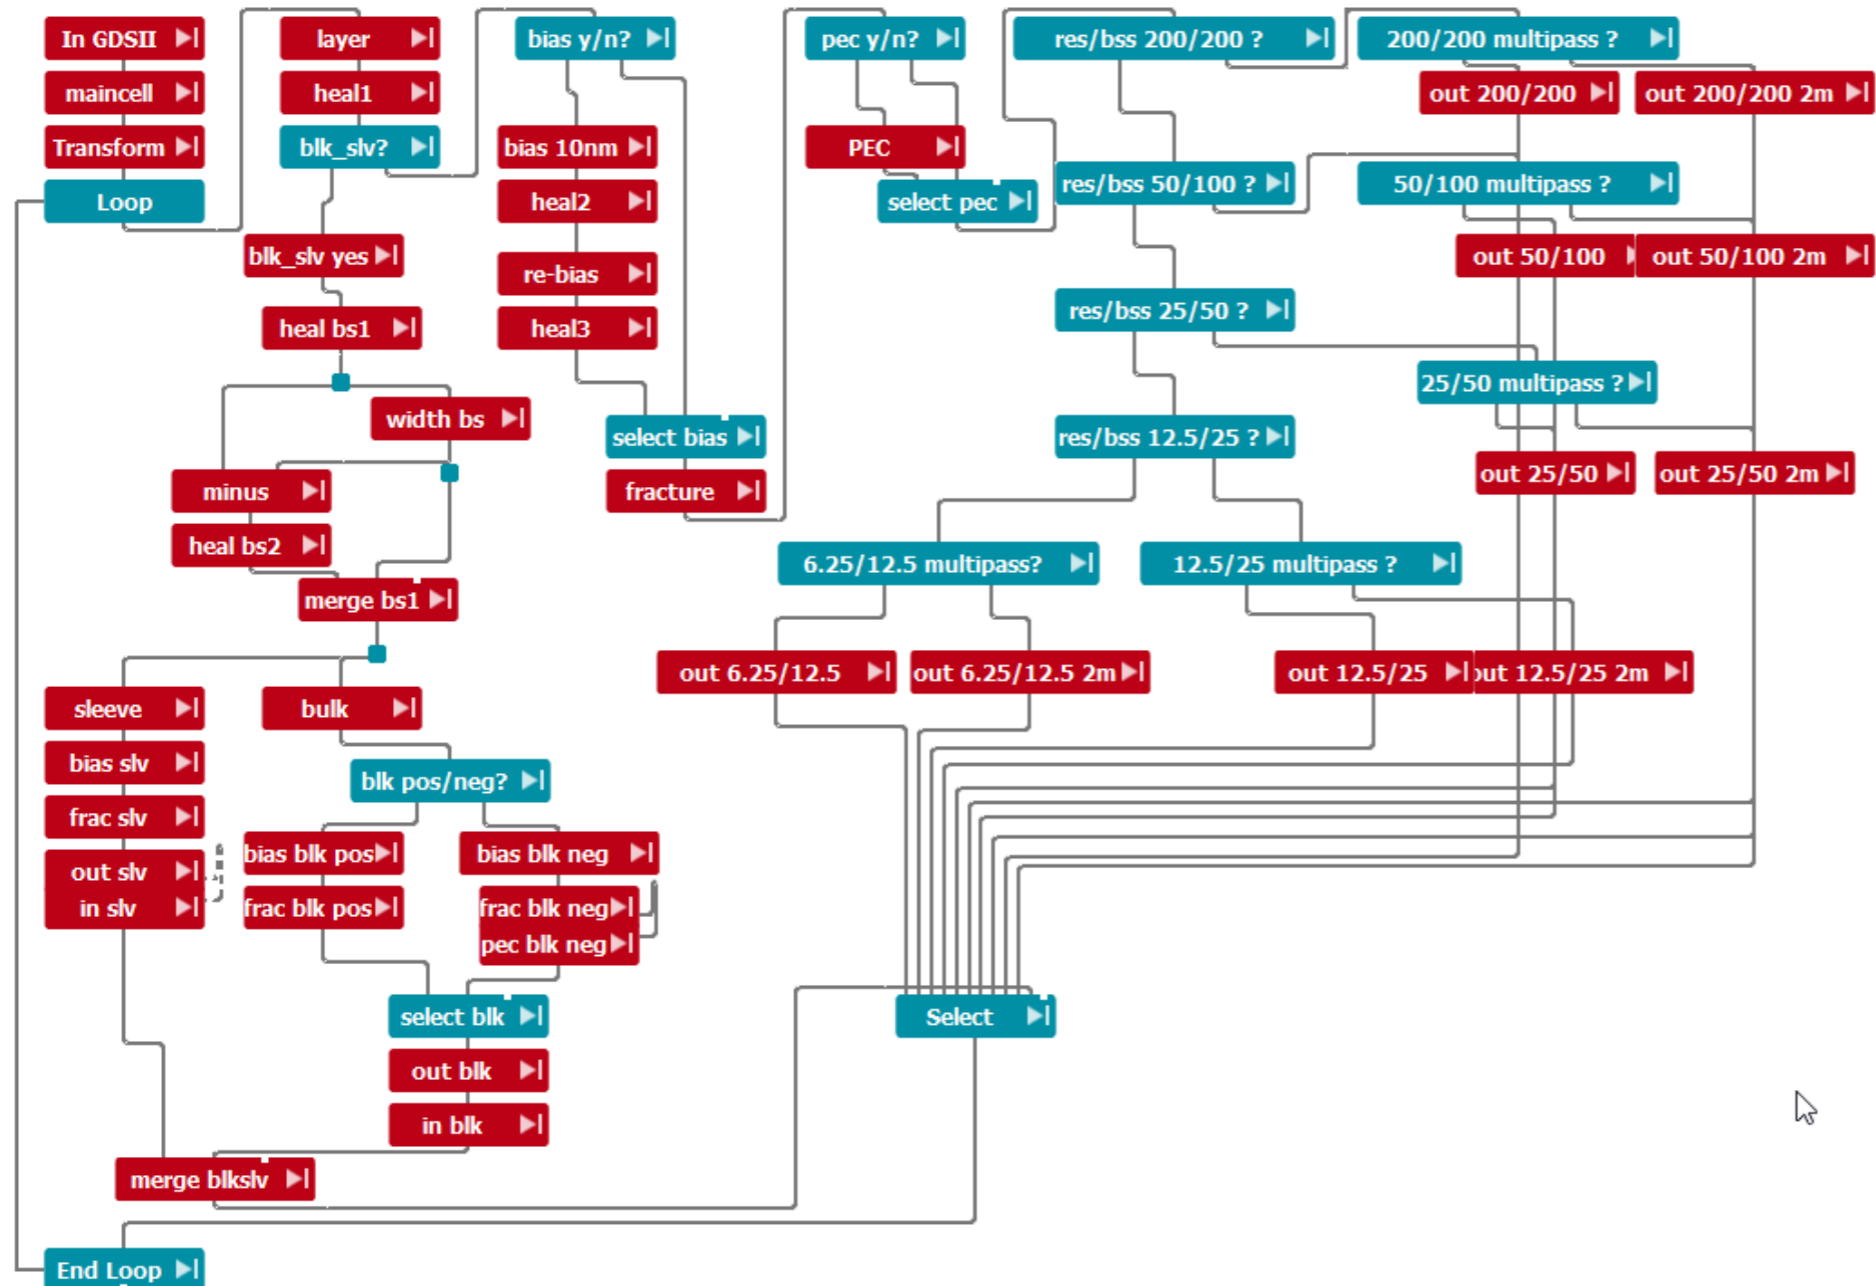 In GDSII
maincell
Transform
Loop
layer
heal1
blk_slv?
blk_slv yes
heal bs1
width bs
minus
heal bs2
merge bs1
sleeve
bias slv
frac slv
out slv
in slv
bulk
blk pos/neg?
bias blk pos
frac blk pos
bias blk neg
frac blk neg
pec blk neg
select blk
out blk
in blk
merge blkslv
End Loop
bias y/n?
bias 10nm
heal2
re-bias
heal3
select bias
fracture
pec y/n?
PEC
select pec
res/bss 200/200 ?
res/bss 50/100 ?
res/bss 25/50 ?
res/bss 12.5/25 ?
200/200 multipass ?
out 200/200
out 200/200 2m
50/100 multipass ?
out 50/100
out 50/100 2m
25/50 multipass ?
out 25/50
out 25/50 2m
6.25/12.5 multipass?
12.5/25 multipass ?
out 6.25/12.5
out 6.25/12.5 2m
out 12.5/25
out 12.5/25 2m
Select